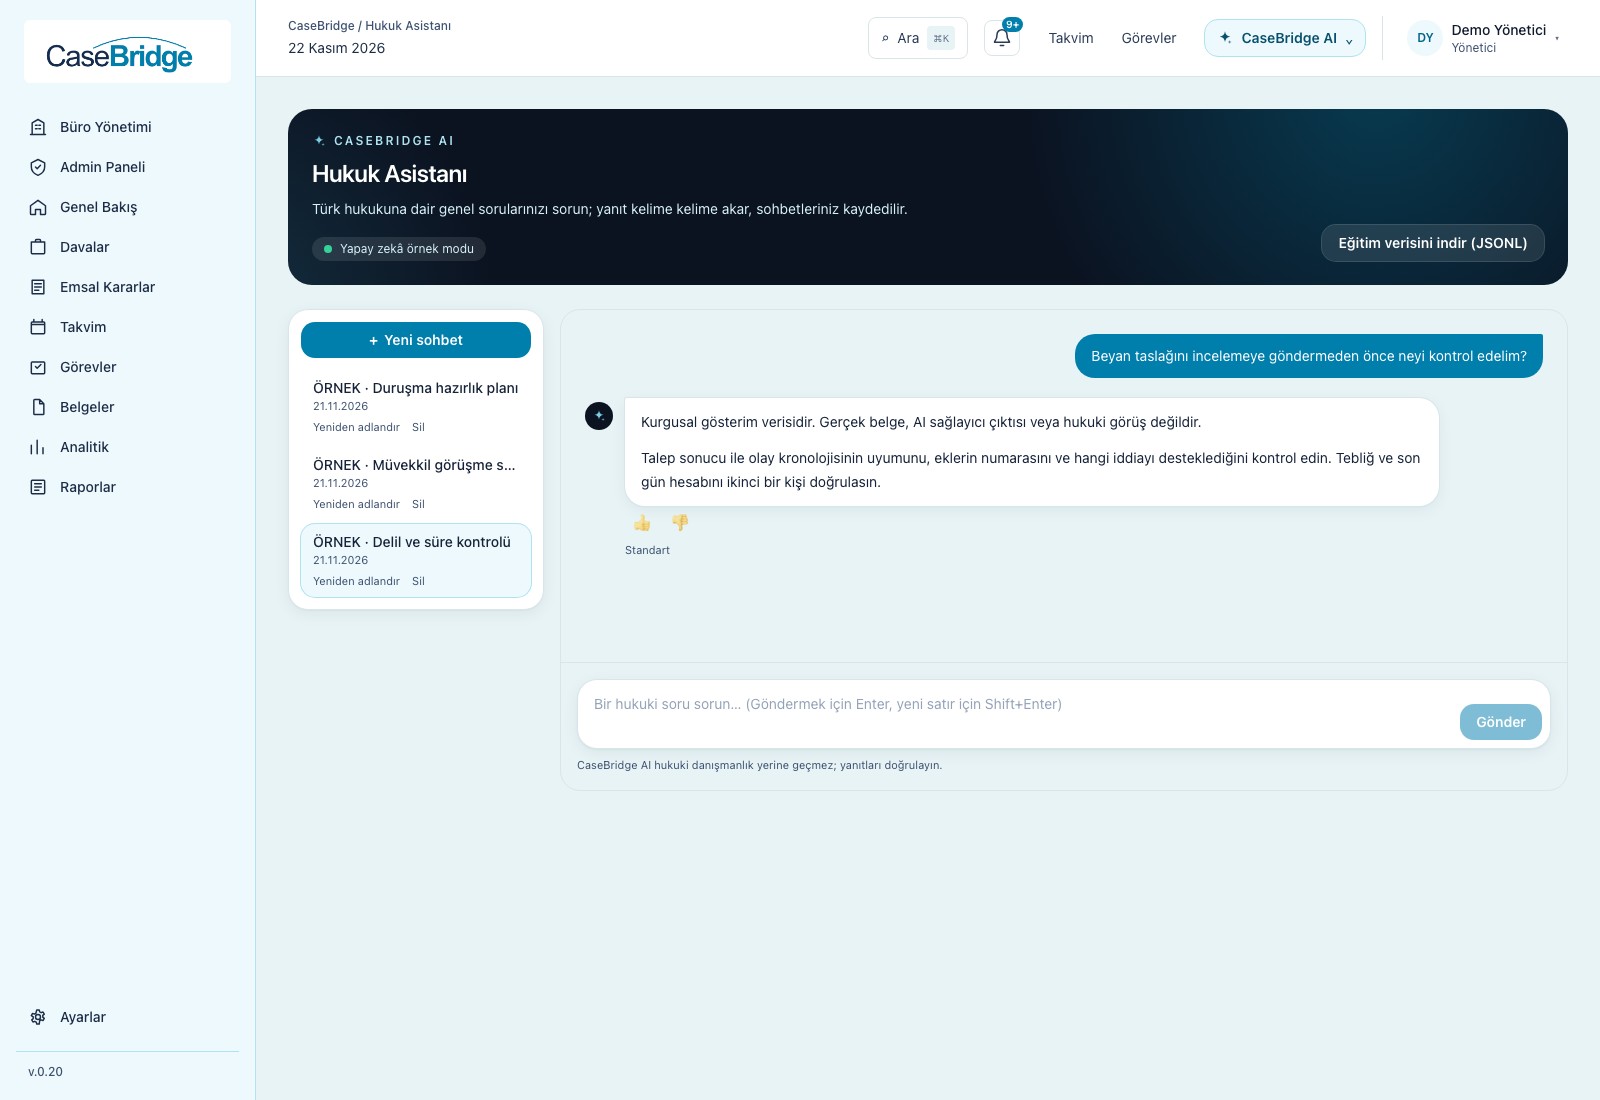 CaseBridge
Büro Yönetimi
Admin Paneli
Genel Bakış
Davalar
Emsal Kararlar
Takvim
Görevler
Belgeler
Analitik
Raporlar
Ayarlar
v.0.20
CaseBridge / Hukuk Asistanı
22 Kasım 2026
Ara ⌘K
9+
Takvim
Görevler
CaseBridge AI
DY
Demo Yönetici
Yönetici
CASEBRIDGE AI
Hukuk Asistanı
Türk hukukuna dair genel sorularınızı sorun; yanıt kelime kelime akar, sohbetleriniz kaydedilir.
Yapay zekâ örnek modu
Eğitim verisini indir (JSONL)
+ Yeni sohbet
ÖRNEK · Duruşma hazırlık planı
21.11.2026
Yeniden adlandır Sil
ÖRNEK · Müvekkil görüşme s...
21.11.2026
Yeniden adlandır Sil
ÖRNEK · Delil ve süre kontrolü
21.11.2026
Yeniden adlandır Sil
Beyan taslağını incelemeye göndermeden önce neyi kontrol edelim?
Kurgusal gösterim verisidir. Gerçek belge, AI sağlayıcı çıktısı veya hukuki görüş değildir.
Talep sonucu ile olay kronolojisinin uyumunu, eklerin numarasını ve hangi iddiayı desteklediğini kontrol edin. Tebliğ ve son
gün hesabını ikinci bir kişi doğrulasın.
Standart
Bir hukuki soru sorun... (Göndermek için Enter, yeni satır için Shift+Enter)
Gönder
CaseBridge AI hukuki danışmanlık yerine geçmez; yanıtları doğrulayın.